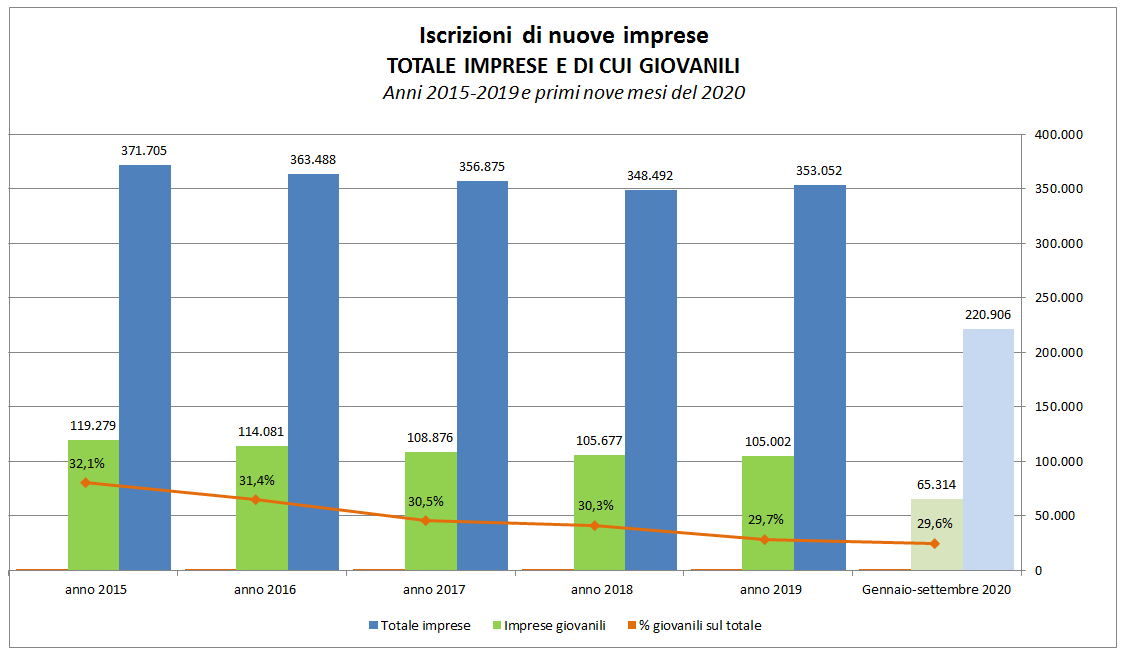 Iscrizioni di nuove imprese
TOTALE IMPRESE E DI CUI GIOVANILI
Anni 2015-2019 e primi nove mesi del 2020
400.000
350.000
300.000
250.000
200.000
150.000
100.000
50.000
0
371.705
363.488
356.875
348.492
353.052
220.906
119.279
114.081
108.876
105.677
105.002
65.314
32,1%
31,4%
30,5%
30,3%
29,7%
29,6%
anno 2015
anno 2016
anno 2017
anno 2018
anno 2019
Gennaio-settembre 2020
Totale imprese
Imprese giovanili
% giovanili sul totale